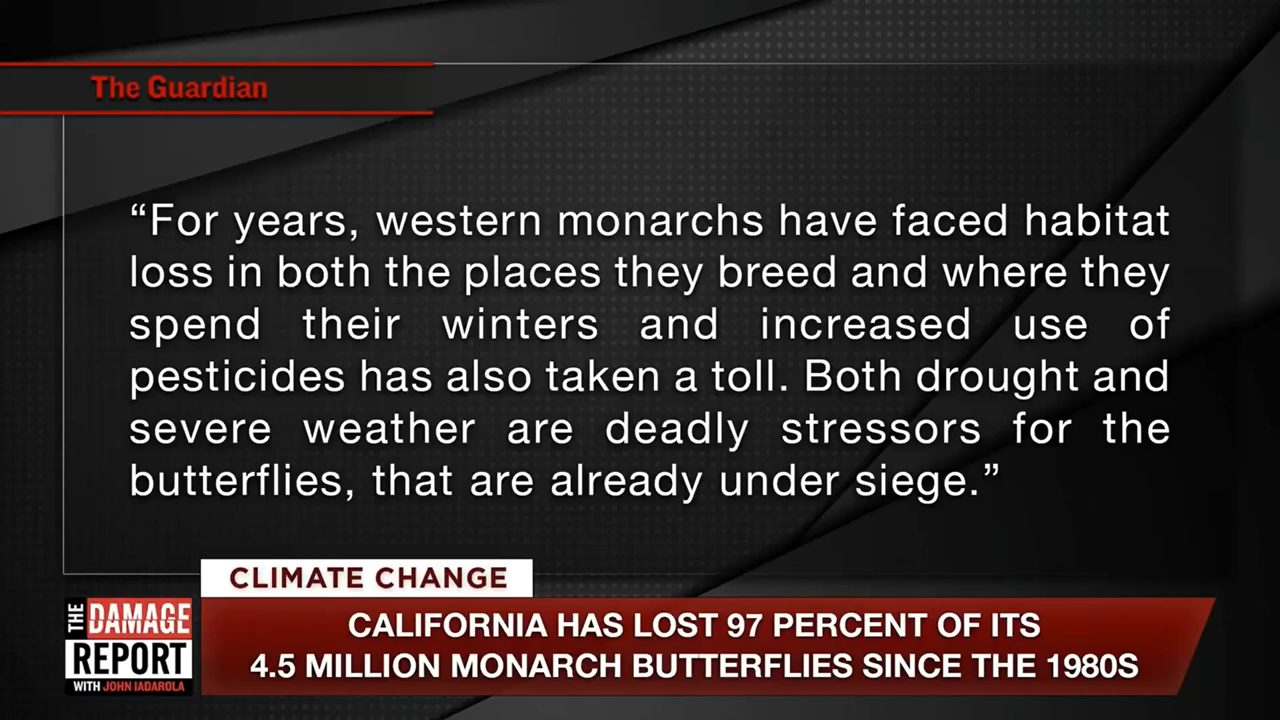 The Guardian
“For years, western monarchs have faced habitat
loss in both the places they breed and where they
spend their winters and increased use of
pesticides has also taken a toll. Both drought and
severe weather are deadly stressors for the
butterflies, that are already under siege.”
CLIMATE CHANGE
THE DAMAGE
REPORT
WITH JOHN IADAROLA
CALIFORNIA HAS LOST 97 PERCENT OF ITS
4.5 MILLION MONARCH BUTTERFLIES SINCE THE 1980S